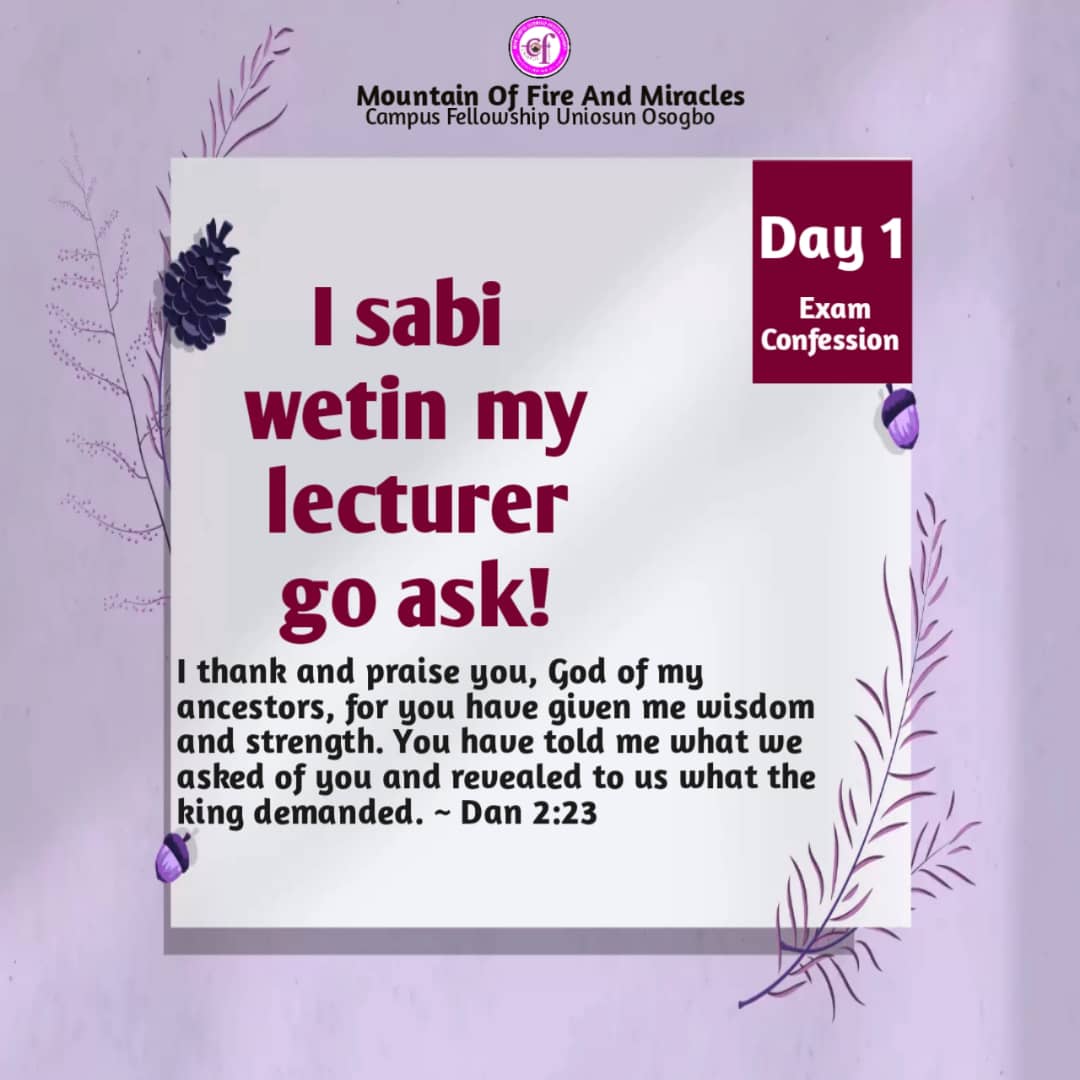 cf
Mountain Of Fire And Miracles
Campus Fellowship Uniosun Osogbo
Day 1
Exam
Confession
I sabi
wetin my
lecturer
go ask!
I thank and praise you, God of my
ancestors, for you have given me wisdom
and strength. You have told me what we
asked of you and revealed to us what the
king demanded. ~ Dan 2:23